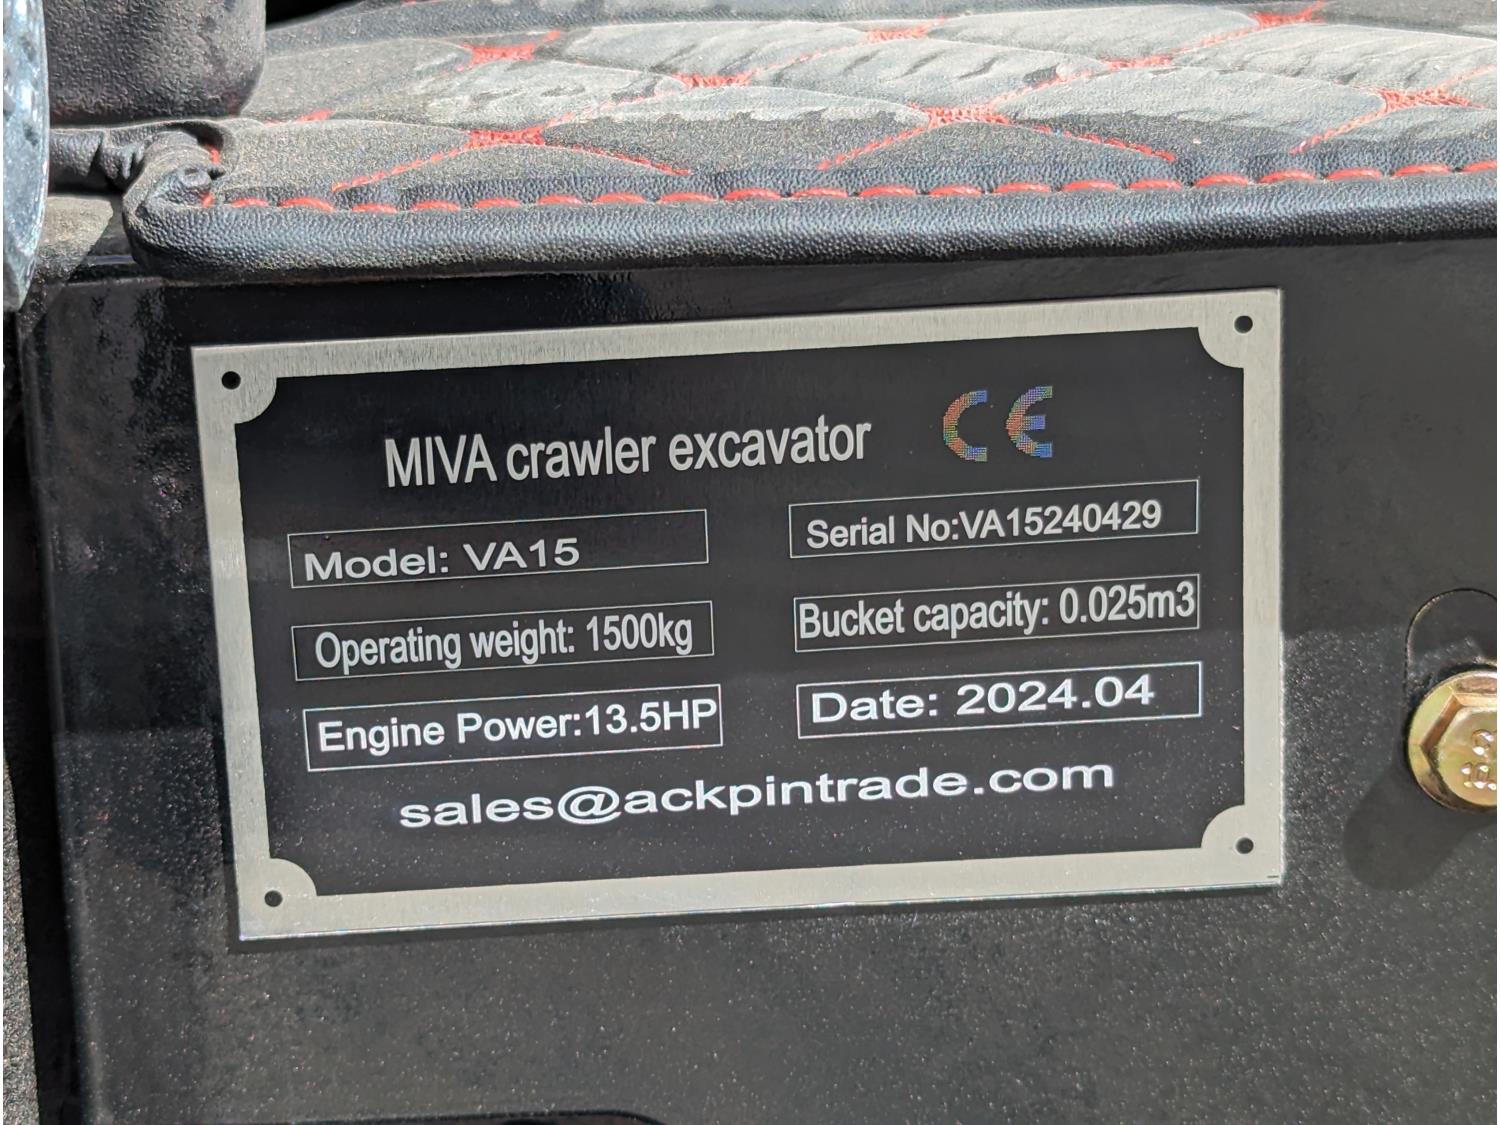 MIVA crawler excavator CE
Model: VA15
Serial No:VA15240429
Operating weight: 1500kg
Bucket capacity: 0.025m3
Engine Power:13.5HP
Date: 2024.04
sales@ackpintrade.com